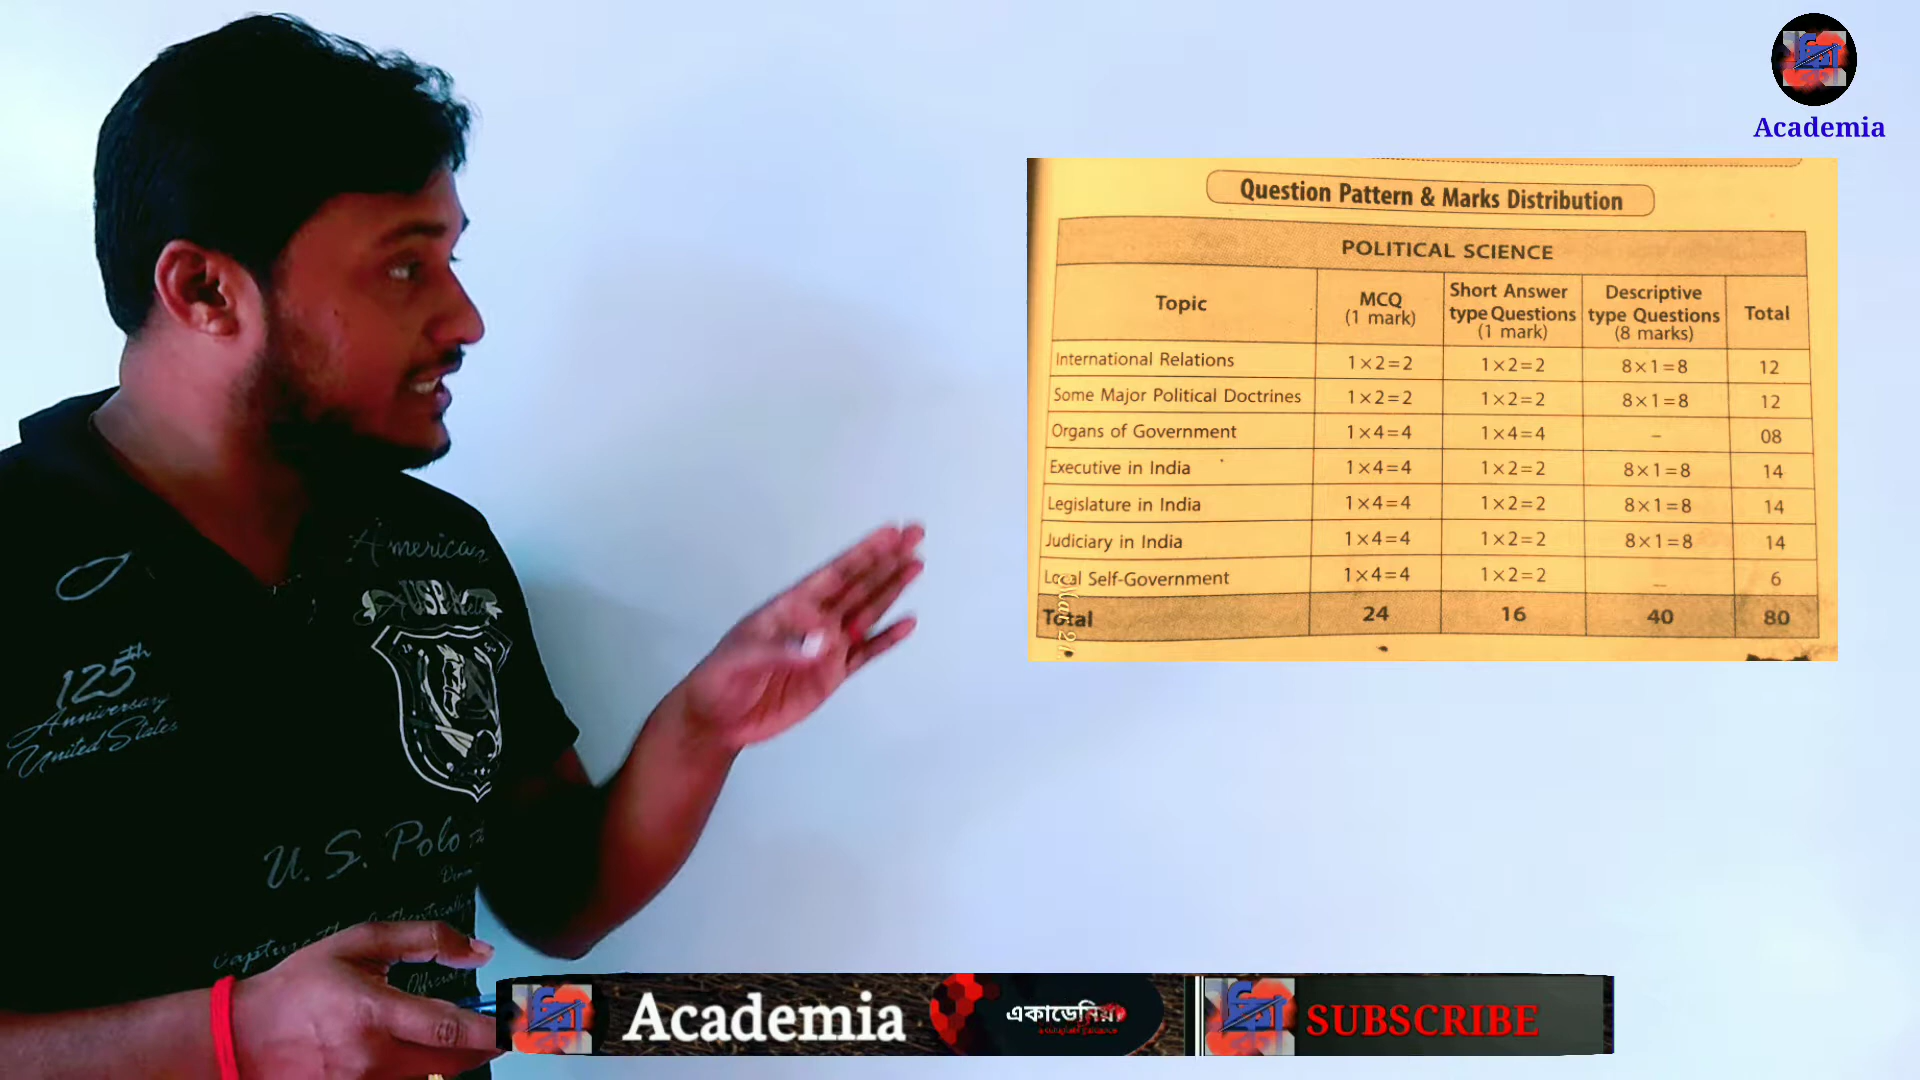 Academia
Question Pattern & Marks Distribution
POLITICAL SCIENCE
Topic MCQ (1 mark) Short Answer type Questions (1 mark) Descriptive type Questions (8 marks) Total
International Relations 1×2=2 1×2=2 8×1=8 12
Some Major Political Doctrines 1×2=2 1×2=2 8×1=8 12
Organs of Government 1×4=4 1×4=4 – 08
Executive in India 1×4=4 1×2=2 8×1=8 14
Legislature in India 1×4=4 1×2=2 8×1=8 14
Judiciary in India 1×4=4 1×2=2 8×1=8 14
Local Self-Government 1×4=4 1×2=2 – 6
Total 24 16 40 80
American
125th
Anniversary
United States
U. S. Polo
Academia
একাডেমিয়া
SUBSCRIBE